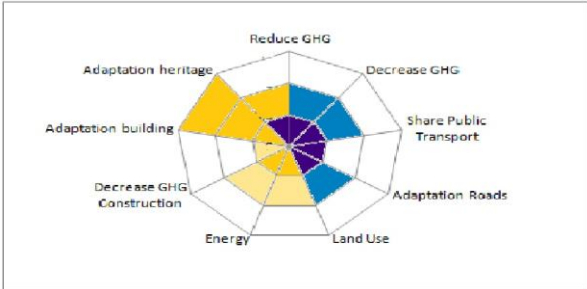 Reduce GHG
Adaptation heritage
Decrease GHG
Adaptation building
Share Public
Transport
Decrease GHG
Construction
Adaptation Roads
Energy
Land Use